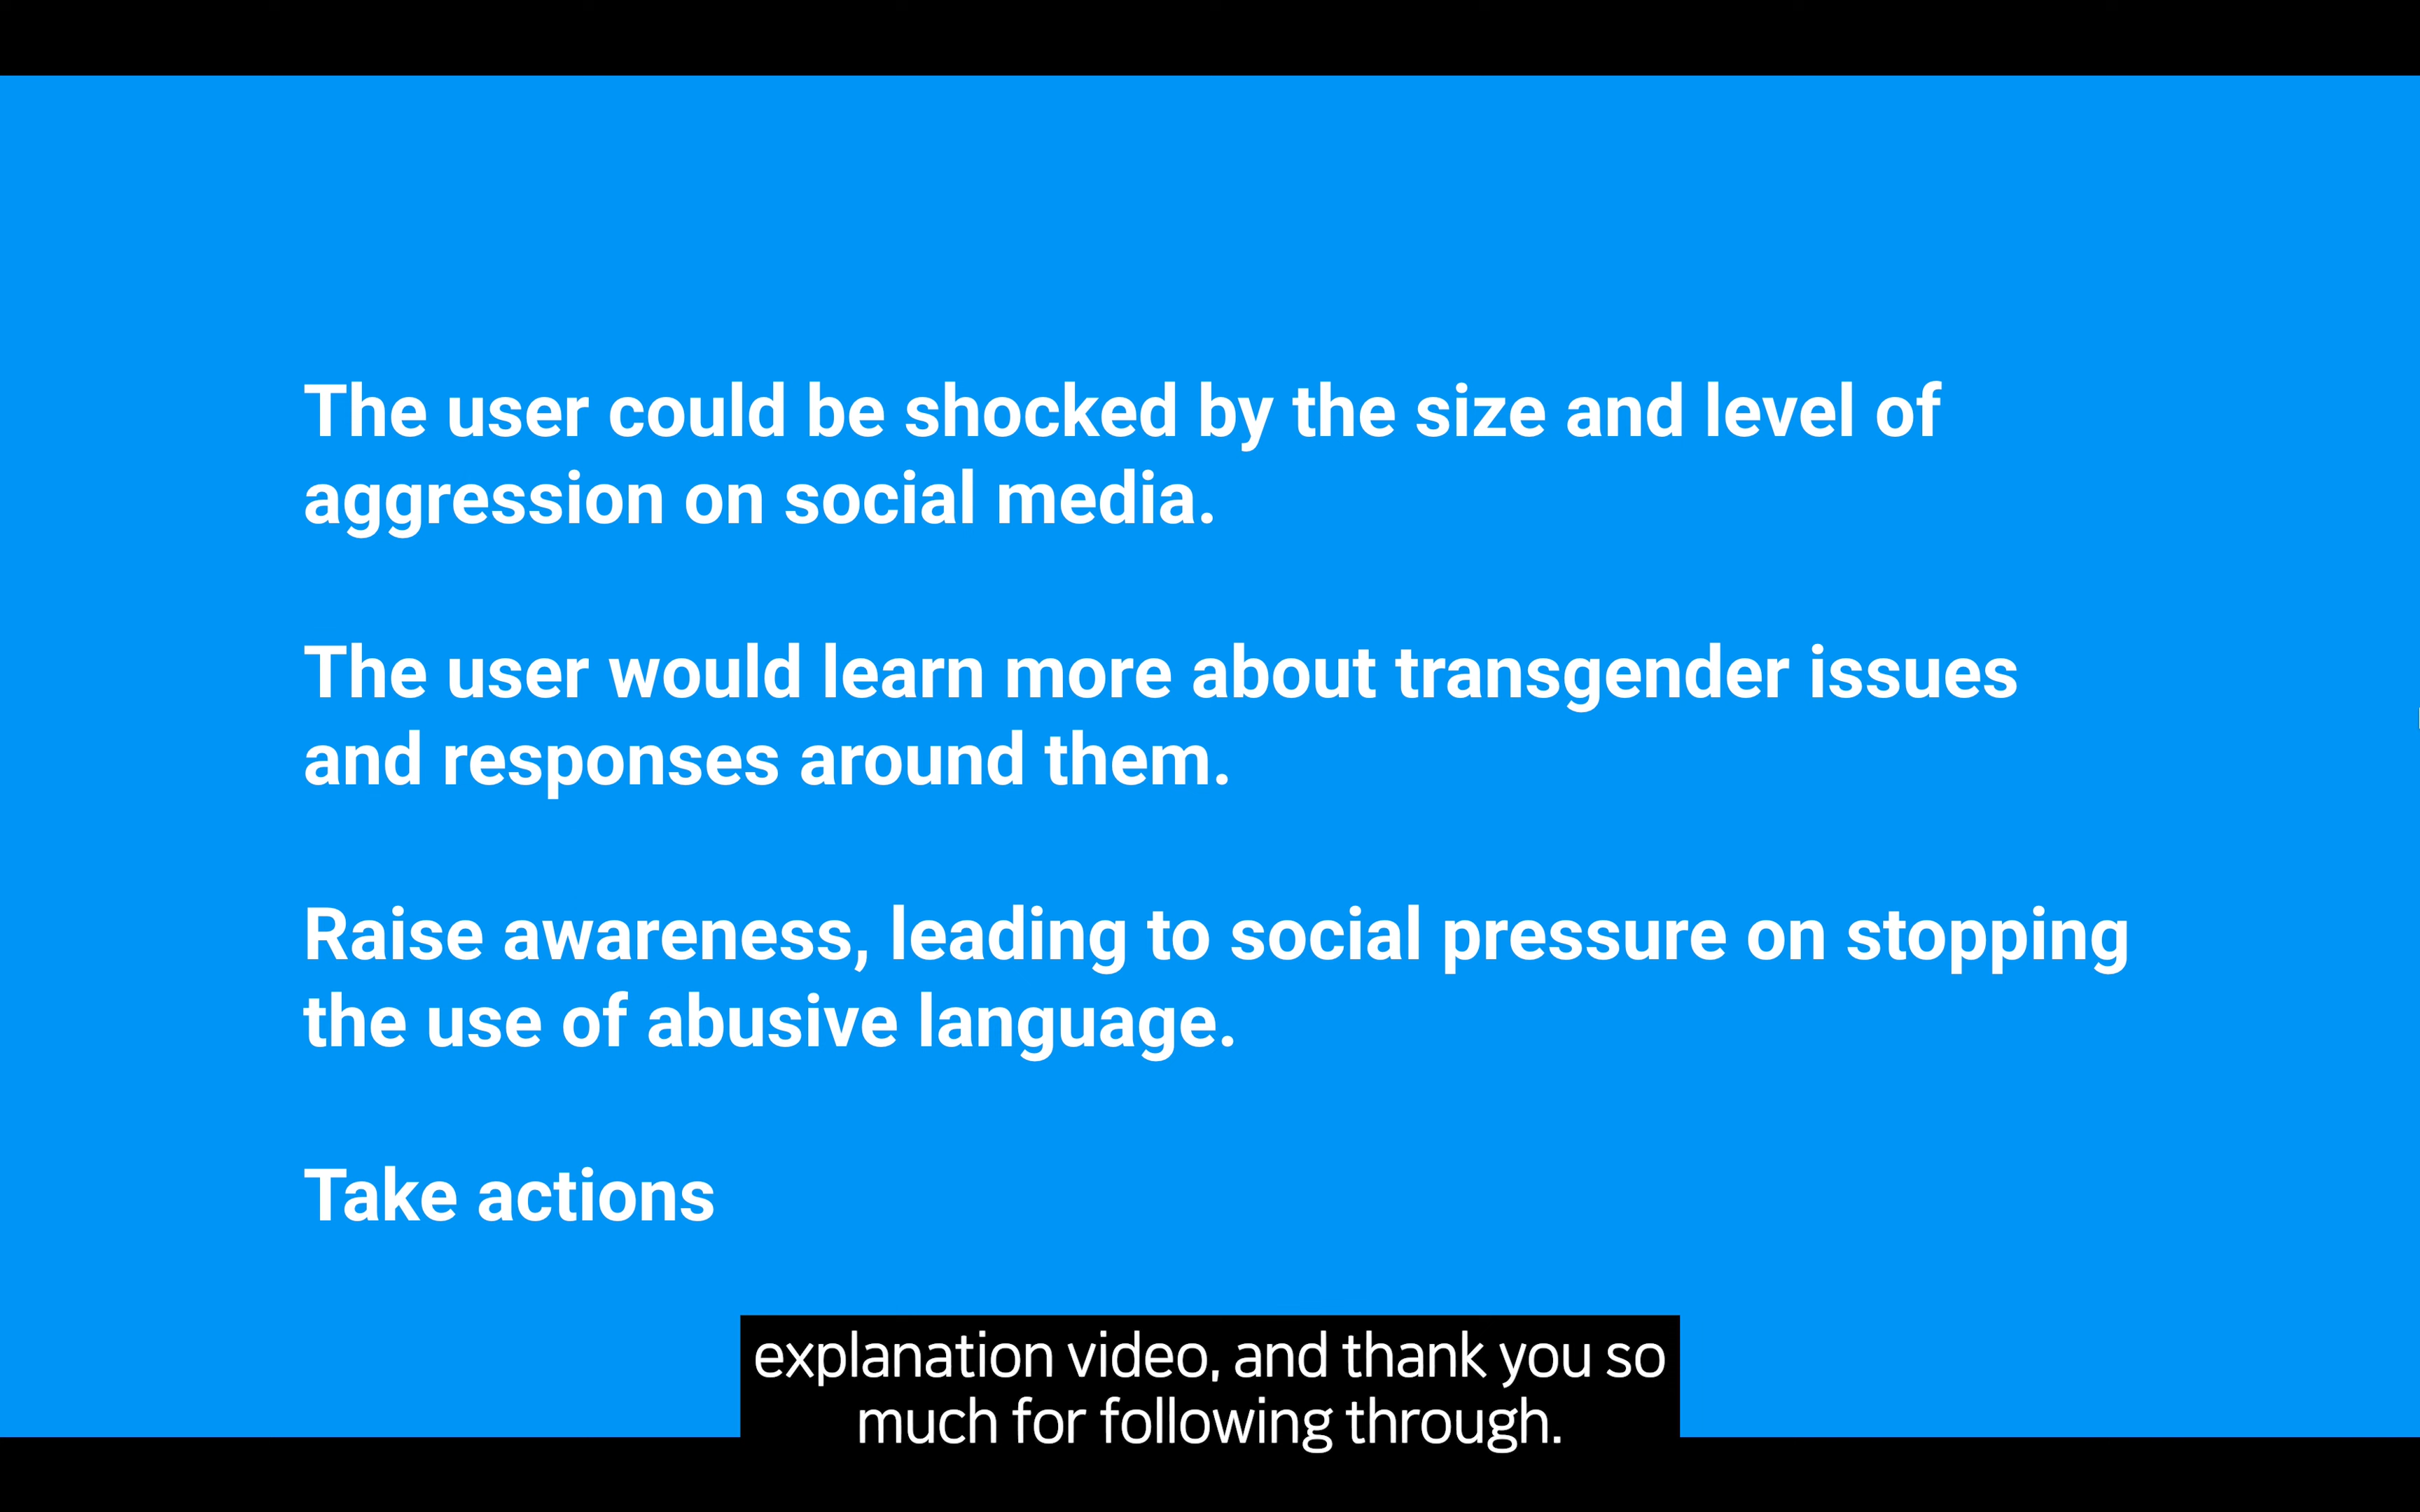 The user could be shocked by the size and level of
aggression on social media.
The user would learn more about transgender issues
and responses around them.
Raise awareness, leading to social pressure on stopping
the use of abusive language.
Take actions
explanation video, and thank you so
much for following through.